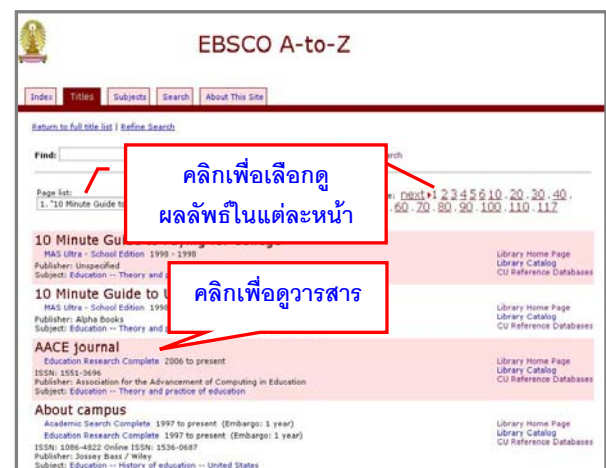 EBSCO A-to-Z
Index Titles Subjects Search About This Site
Return to full title list | Refine Search
Find:
คลิกเพื่อเลือกดู
ผลลัพธ์ในแต่ละหน้า
Page list:
1. "10 Minute Guide to
next 1 2 3 4 5 6 10 . 20 . 30 . 40 .
60 . 70 . 80 . 90 . 100 . 110 . 117
10 Minute
MAS Ultra - School Edition 1998 - 1998
Publisher: Unspecified
Subject: Education -- Theory and
Library Home Page
Library Catalog
CU Reference Databases
คลิกเพื่อดูวารสาร
10 Minute Guide to
MAS Ultra - School Edition
Publisher: Alpha Books
Subject: Education -- Theory and
Library Home Page
Library Catalog
CU Reference Databases
AACE journal
Education Research Complete 2006 to present
ISSN: 1551-3696
Publisher: Association for the Advancement of Computing in Education
Subject: Education -- Theory and practice of education
Library Home Page
Library Catalog
CU Reference Databases
About campus
Academic Search Complete 1997 to present (Embargo: 1 year)
Education Research Complete 1997 to present (Embargo: 1 year)
ISSN: 1086-4822 Online ISSN: 1536-0687
Publisher: Jossey Bass / Wiley
Subject: Education -- History of education -- United States
Library Home Page
Library Catalog
CU Reference Databases